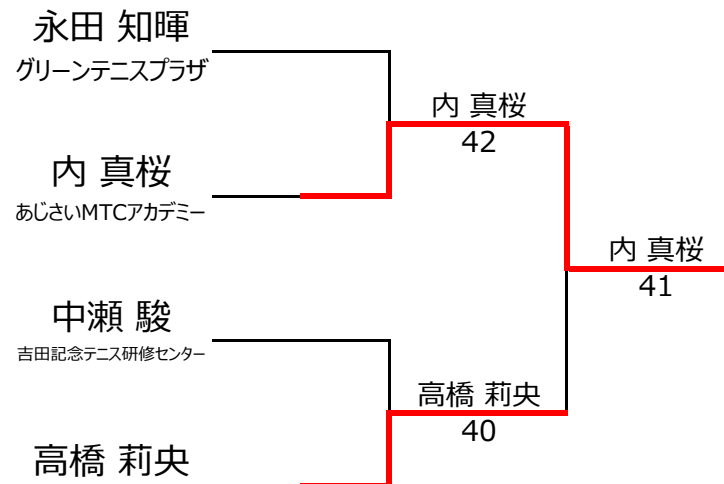 永田 知暉
グリーンテニスプラザ
内 真桜
42
内 真桜
あじさいMTCアカデミー
内 真桜
41
中瀬 駿
吉田記念テニス研修センター
高橋 莉央
40
高橋 莉央